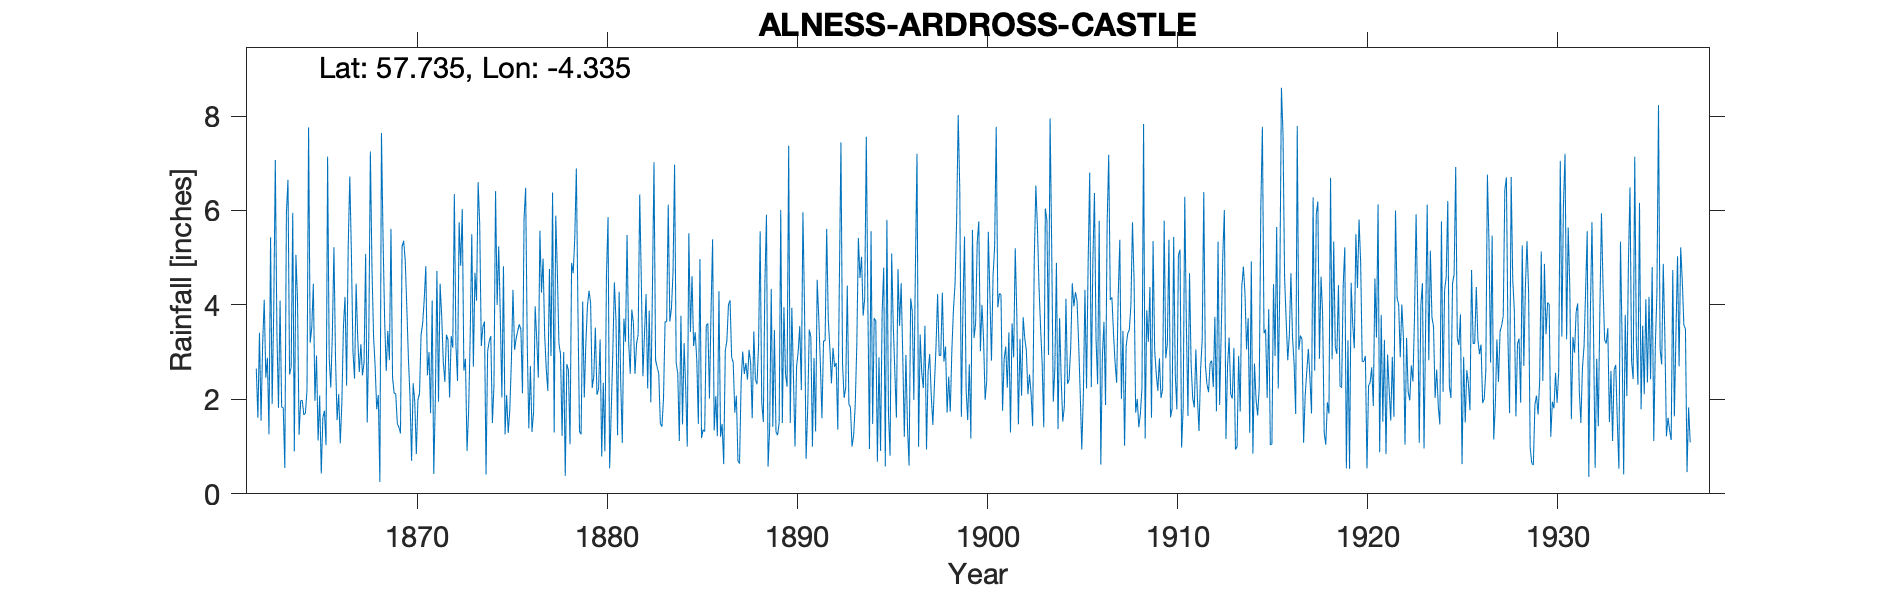 ALNESS-ARDROSS-CASTLE
Lat: 57.735, Lon: -4.335
Rainfall [inches]
8
6
4
2
0
1870 1880 1890 1900 1910 1920 1930
Year